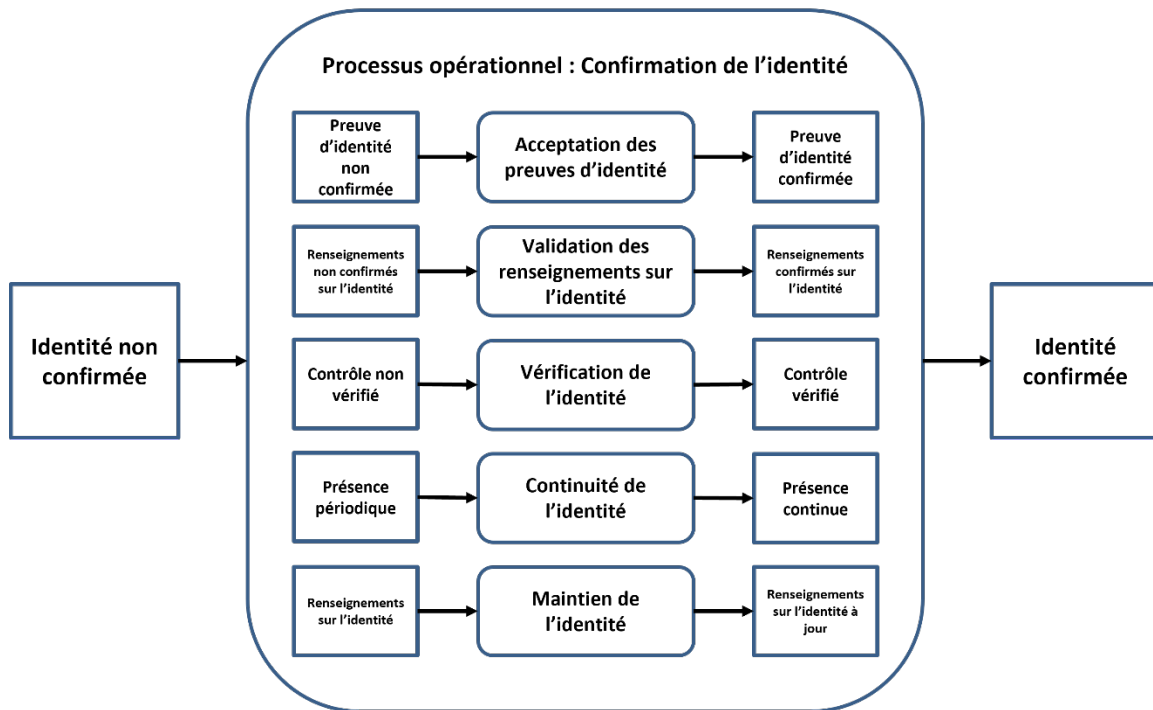 Processus opérationnel : Confirmation de l’identité
Preuve
d’identité
non
confirmée
Acceptation des
preuves d’identité
Preuve
d’identité
confirmée
Renseignements
non confirmés
sur l’identité
Validation des
renseignements sur
l’identité
Renseignements
confirmés sur
l’identité
Identité non
confirmée
Contrôle non
vérifié
Vérification de
l’identité
Contrôle
vérifié
Identité
confirmée
Présence
périodique
Continuité de
l’identité
Présence
continue
Renseignements
sur l’identité
Maintien de
l’identité
Renseignements
sur l’identité à
jour